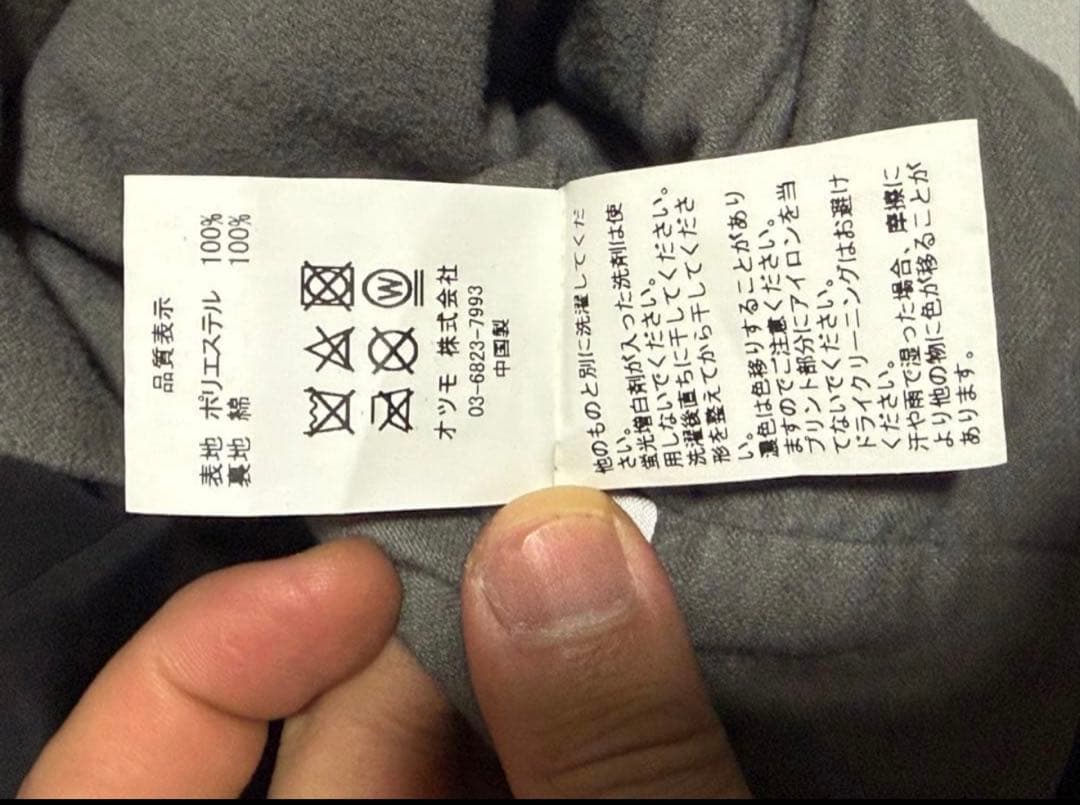 品質表示
表地 ポリエステル 100%
裏地 綿 100%
W
オツモ 株式会社
03-6823-7993
中国製
他のものと別に洗濯してくだ
さい。
蛍光増白剤が入った洗剤は使
用しないでください。
洗濯後直ちに干してください。
形を整えてから干してくださ
い。
濃色は色移りすることがあり
ますのでご注意ください。
プリント部分にアイロンを当
てないでください。
ドライクリーニングはお避け
ください。
汗や雨で湿った場合、摩擦に
より他の物に色が移ることが
あります。